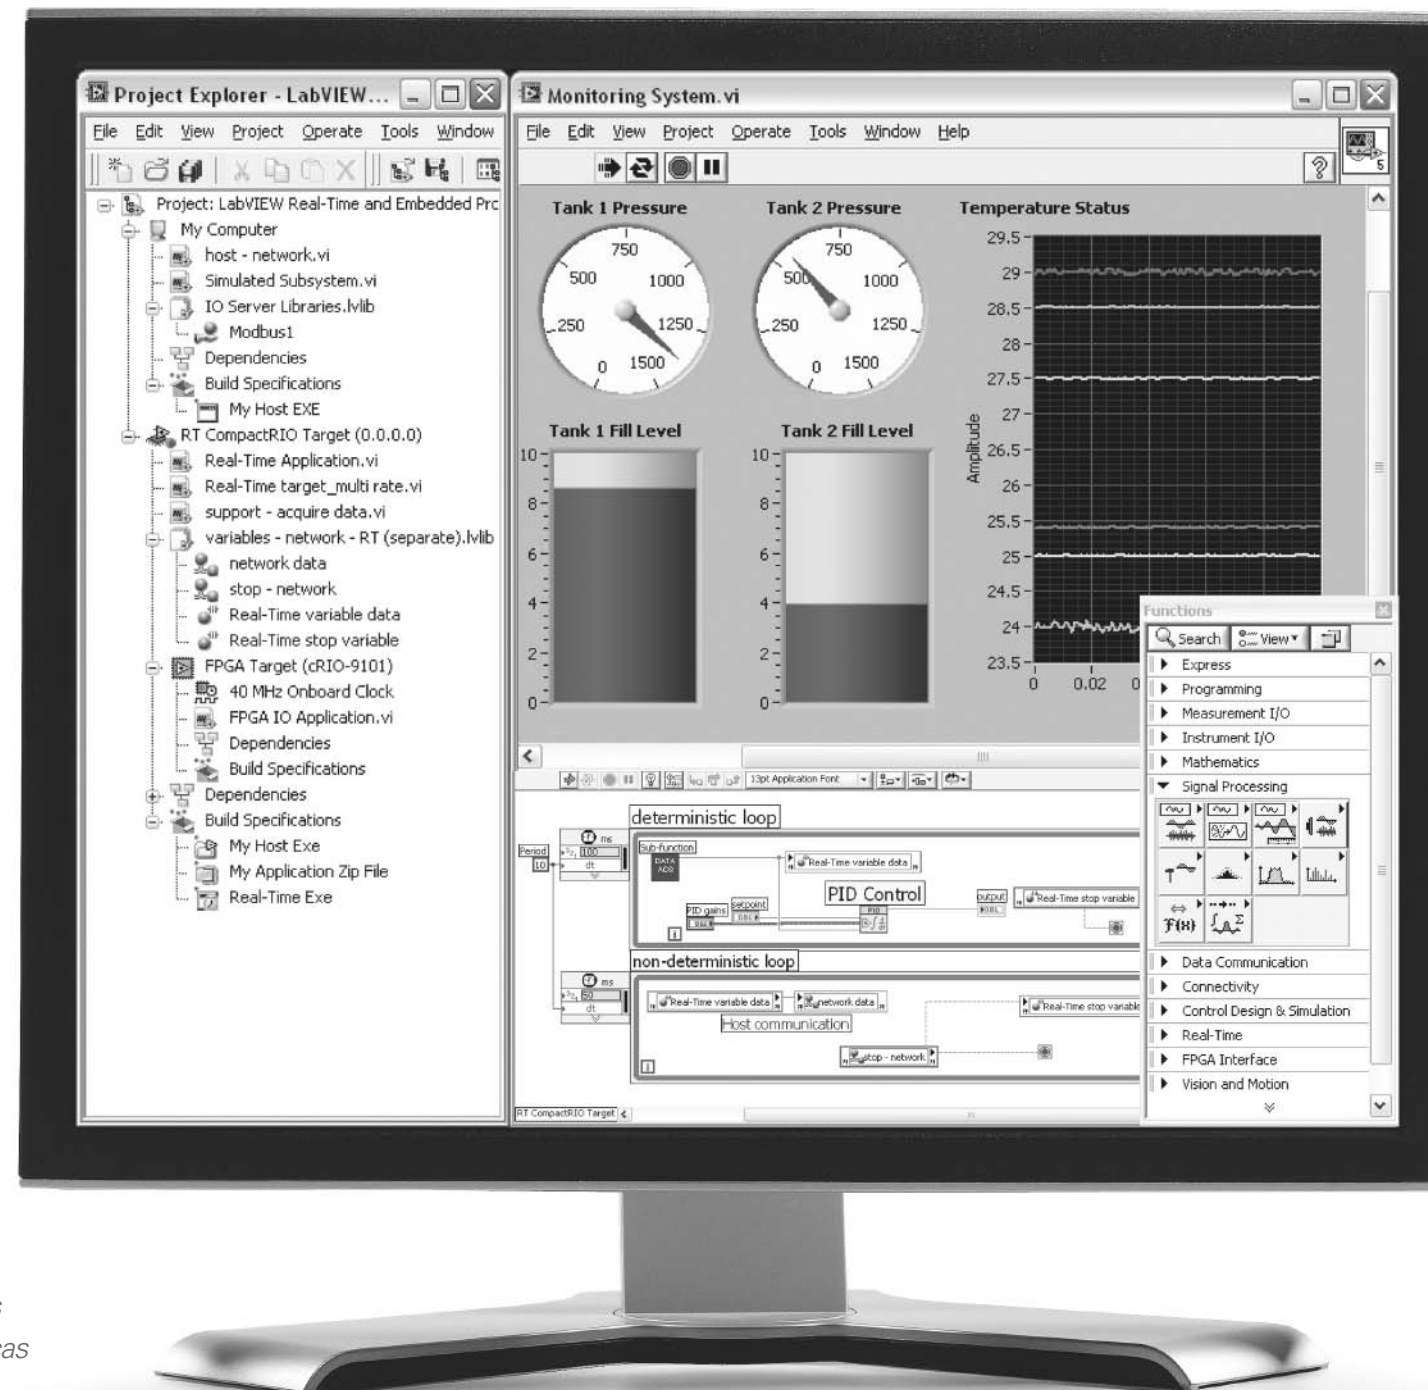 Project Explorer - LabVIEW...
File Edit View Project Operate Tools Window
Project: LabVIEW Real-Time and Embedded Prc
My Computer
host - network.vi
Simulated Subsystem.vi
IO Server Libraries.lvlib
Modbus1
Dependencies
Build Specifications
My Host EXE
RT CompactRIO Target (0.0.0.0)
Real-Time Application.vi
Real-Time target_multi rate.vi
support - acquire data.vi
variables - network - RT (separate).lvlib
network data
stop - network
Real-Time variable data
Real-Time stop variable
FPGA Target (cRIO-9101)
40 MHz Onboard Clock
FPGA IO Application.vi
Dependencies
Build Specifications
Dependencies
Build Specifications
My Host Exe
My Application Zip File
Real-Time Exe
Monitoring System.vi
File Edit View Project Operate Tools Window Help
5
Tank 1 Pressure
0 250 500 750 1000 1250 1500
Tank 2 Pressure
0 250 500 750 1000 1250 1500
Temperature Status
29.5
29
28.5
28
27.5
27
26.5
26
25.5
25
24.5
24
23.5
Amplitude
0 0.02 0
Tank 1 Fill Level
10
8
6
4
2
0
Tank 2 Fill Level
10
8
6
4
2
0
13pt Application Font
deterministic loop
Period
10
ms
100
dt
Sub-function
DATA
ACQ
Real-Time variable data
PID Control
PID gains
setpoint
DBL
PID
output
DBL
Real-Time stop variable
i
non-deterministic loop
ms
50
dt
Real-Time variable data
network data
Host communication
Real-Time stop variable
stop - network
i
RT CompactRIO Target
Functions
Search View
Express
Programming
Measurement I/O
Instrument I/O
Mathematics
Signal Processing
F(x)
Data Communication
Connectivity
Control Design & Simulation
Real-Time
FPGA Interface
Vision and Motion